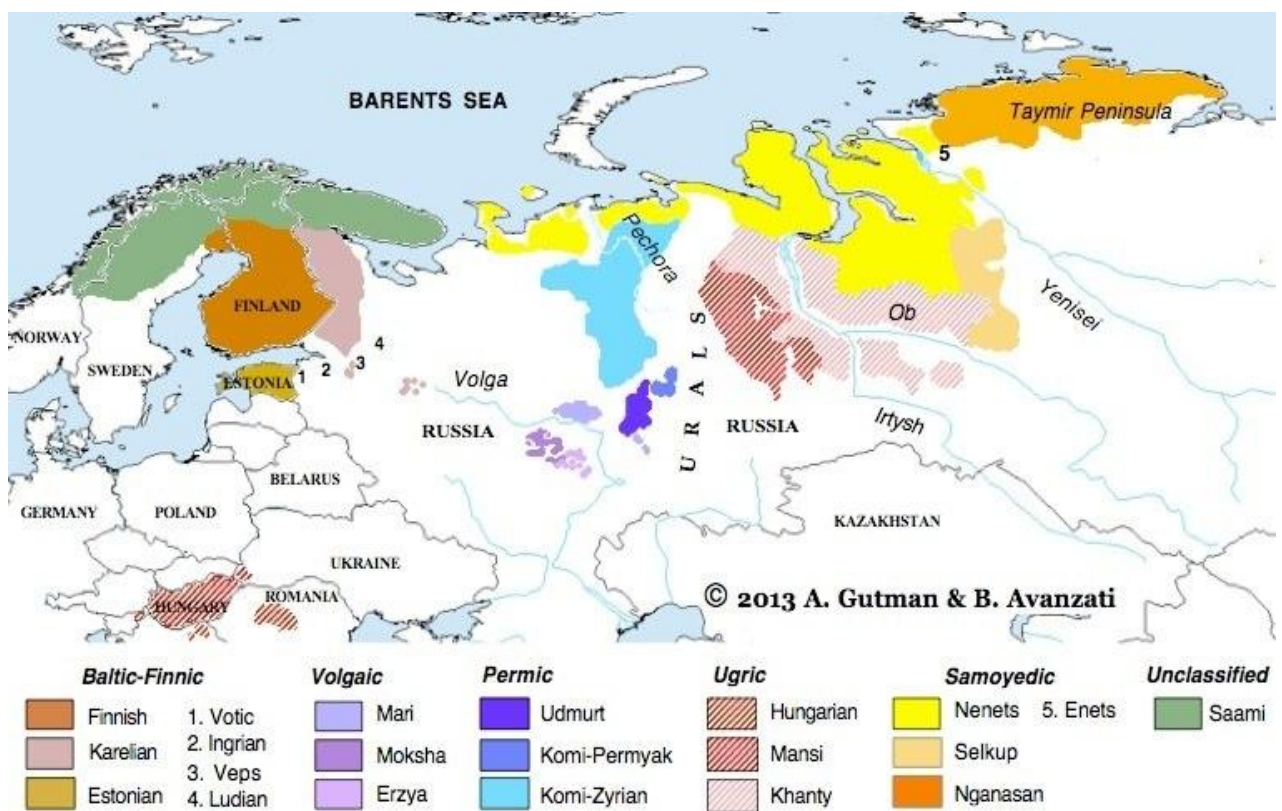 BARENTS SEA
Taymir Peninsula
5
Pechora
FINLAND
NORWAY
SWEDEN
ESTONIA
1
2
3
4
Volga
RUSSIA
URALS
RUSSIA
Ob
Yenisei
Irtysh
BELARUS
GERMANY
POLAND
UKRAINE
KAZAKHSTAN
HUNGARY
ROMANIA
© 2013 A. Gutman & B. Avanzati
Baltic-Finnic
Finnish
Karelian
Estonian
1. Votic
2. Ingrian
3. Veps
4. Ludian
Volgaic
Mari
Moksha
Erzya
Permic
Udmurt
Komi-Permyak
Komi-Zyrian
Ugric
Hungarian
Mansi
Khanty
Samoyedic
Nenets
5. Enets
Selkup
Nganasan
Unclassified
Saami